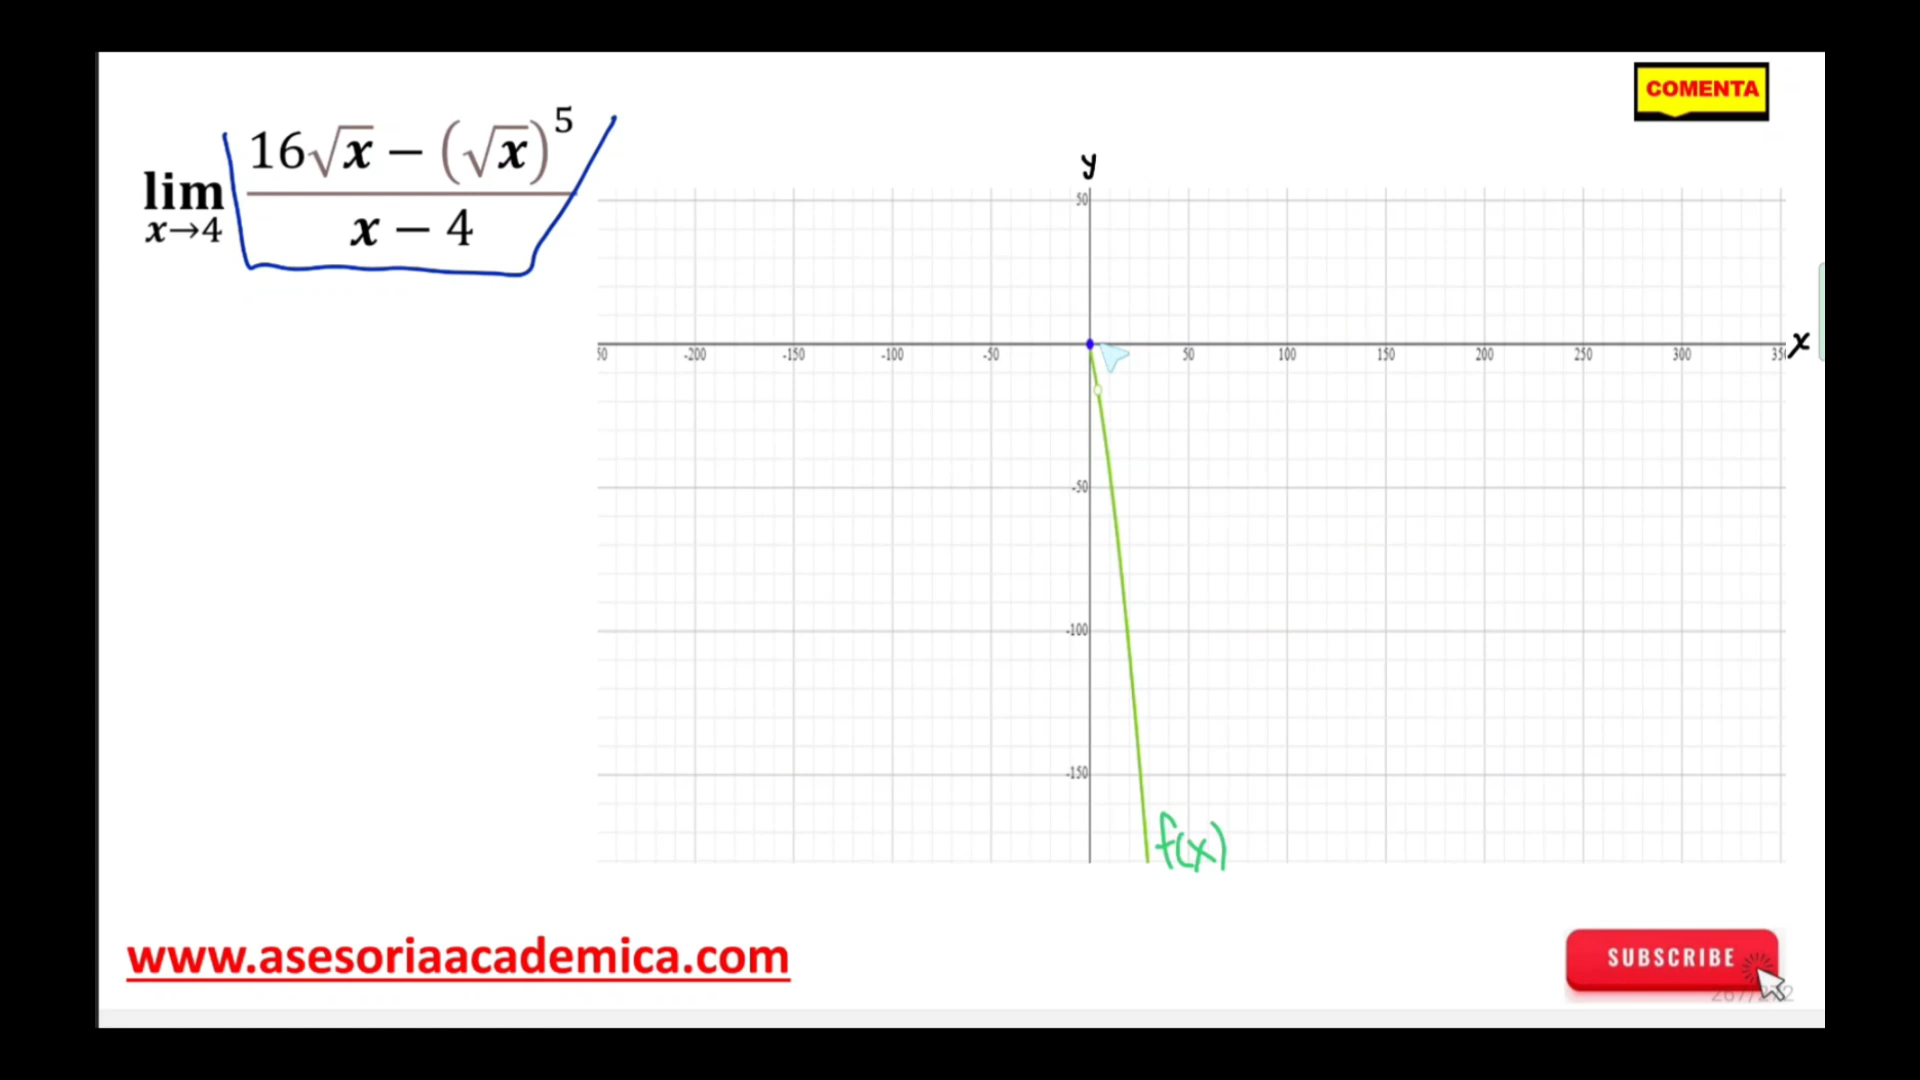 COMENTA
lim x→4 (16√x − (√x)^5) / (x − 4)
y
50
-200 -150 -100 -50 50 100 150 200 250 300 x
-50
-100
-150
f(x)
www.asesoriaacademica.com
SUBSCRIBE